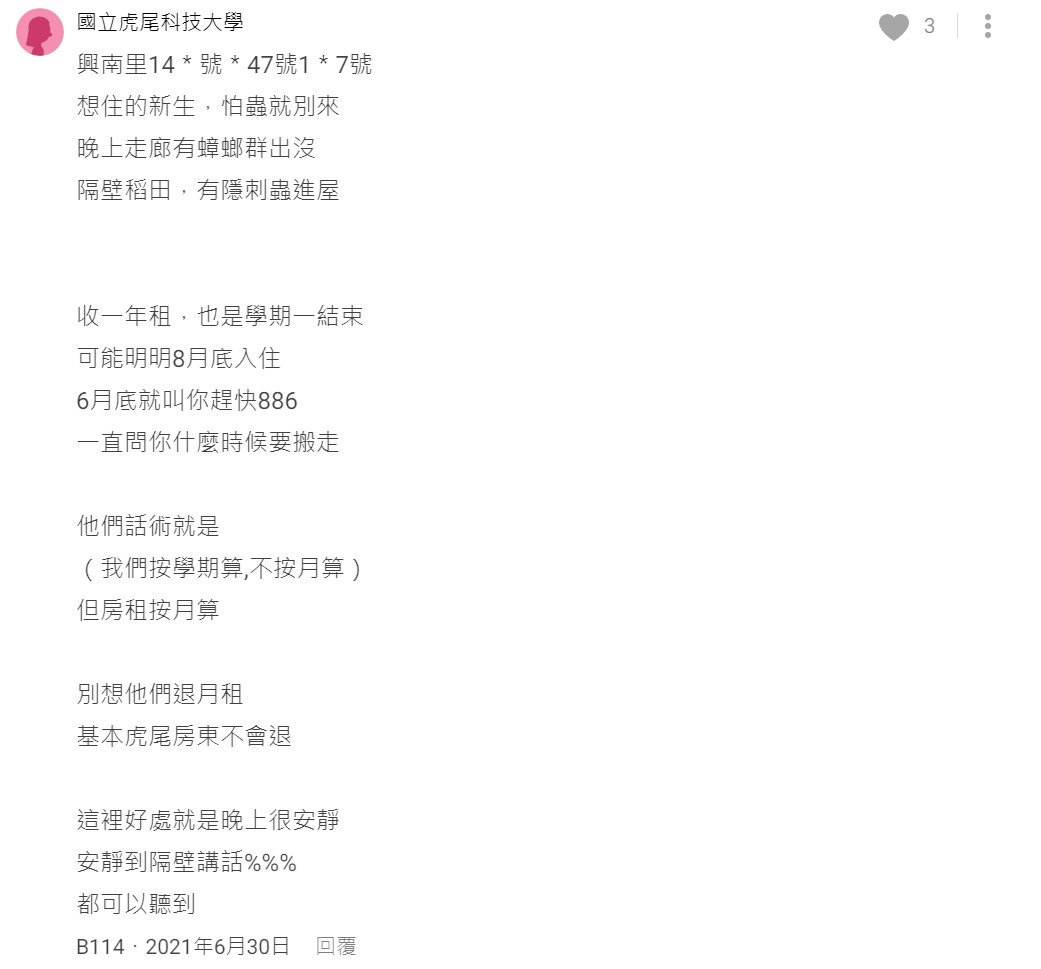 國立虎尾科技大學
3
興南里14 * 號 * 47號1 * 7號
想住的新生，怕蟲就別來
晚上走廊有蟑螂群出沒
隔壁稻田，有隱刺蟲進屋
收一年租，也是學期一結束
可能明明8月底入住
6月底就叫你趕快886
一直問你什麼時候要搬走
他們話術就是
（我們按學期算,不按月算）
但房租按月算
別想他們退月租
基本虎尾房東不會退
這裡好處就是晚上很安靜
安靜到隔壁講話%%%
都可以聽到
B114 · 2021年6月30日 回覆